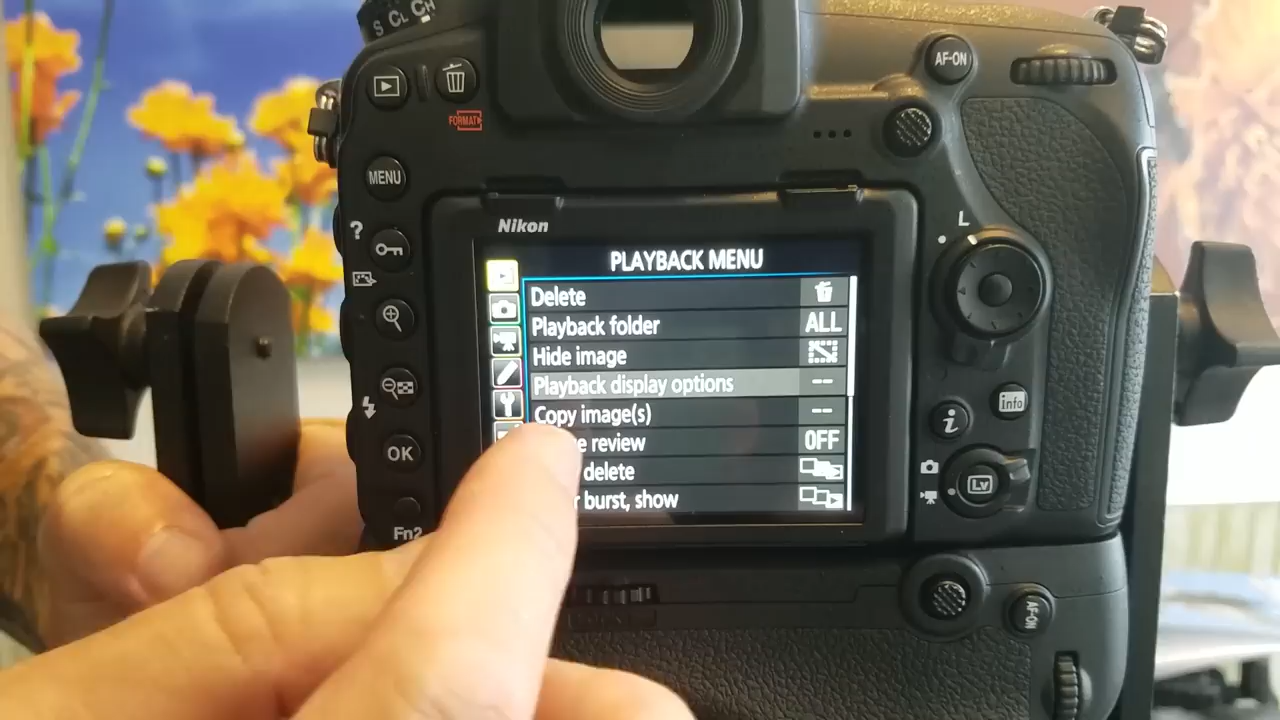 S CL CH
AF-ON
FORMAT
MENU
L
?
Nikon
PLAYBACK MENU
Delete
Playback folder ALL
Hide image
Playback display options --
Copy image(s) --
review OFF
delete
burst, show
info
i
OK
Lv
Fn2
AF-ON